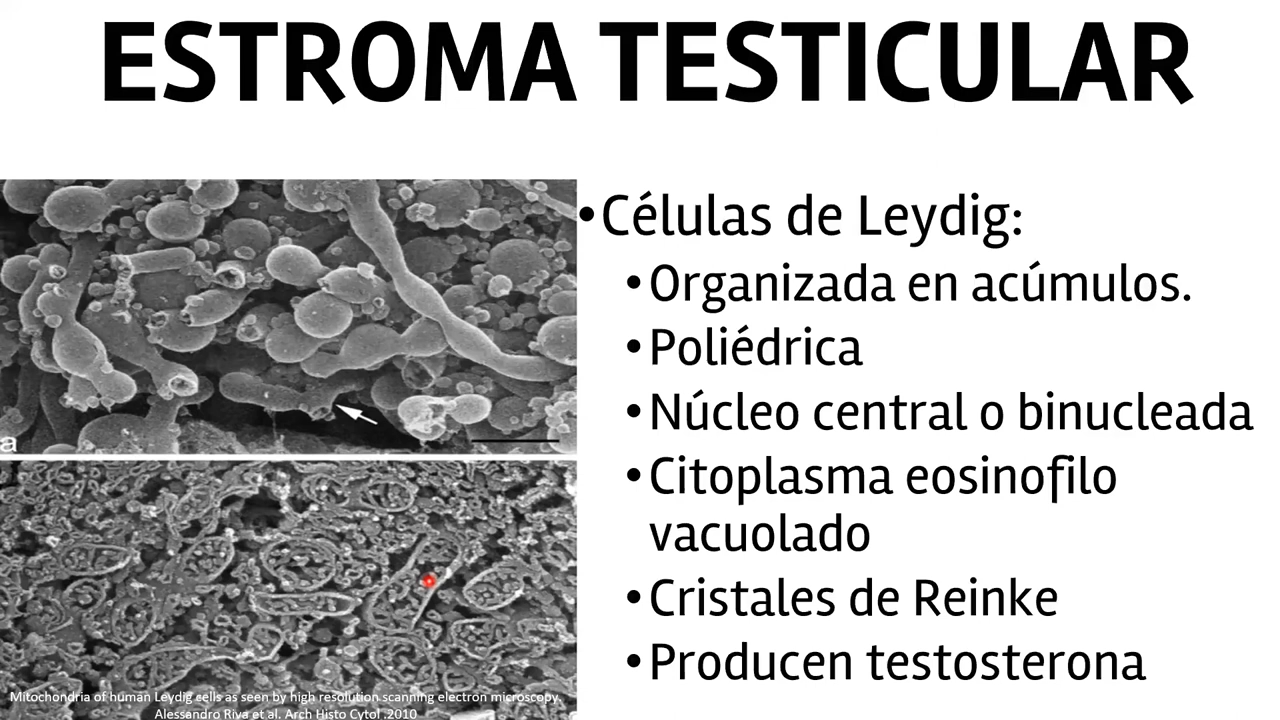 ESTROMA TESTICULAR
•Células de Leydig:
•Organizada en acúmulos.
•Poliédrica
•Núcleo central o binucleada
•Citoplasma eosinofilo
vacuolado
•Cristales de Reinke
•Producen testosterona
a
Mitochondria of human Leydig cells as seen by high resolution scanning electron microscopy.
Alessandro Riva et al. Arch Histo Cytol .2010